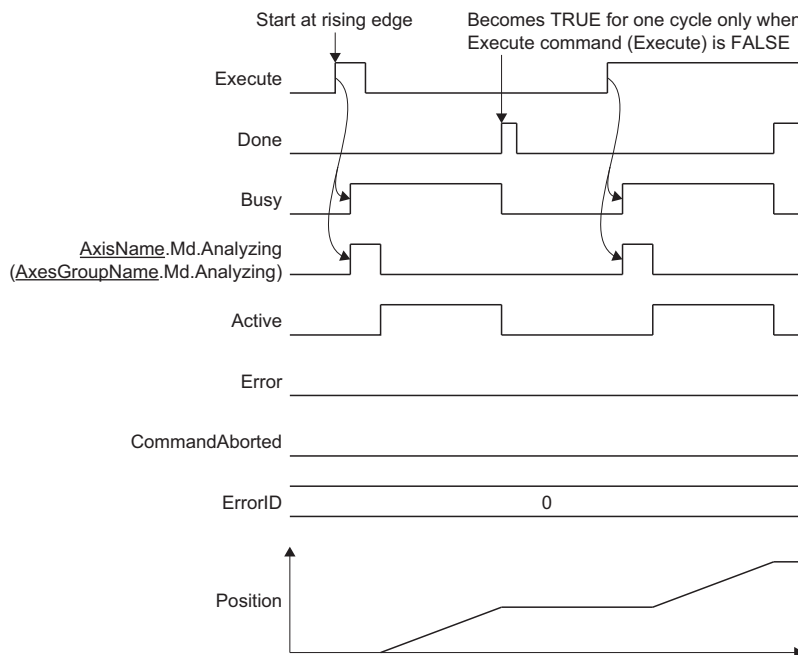 Start at rising edge
Becomes TRUE for one cycle only when
Execute command (Execute) is FALSE
Execute
Done
Busy
AxisName.Md.Analyzing
(AxesGroupName.Md.Analyzing)
Active
Error
CommandAborted
ErrorID
0
Position